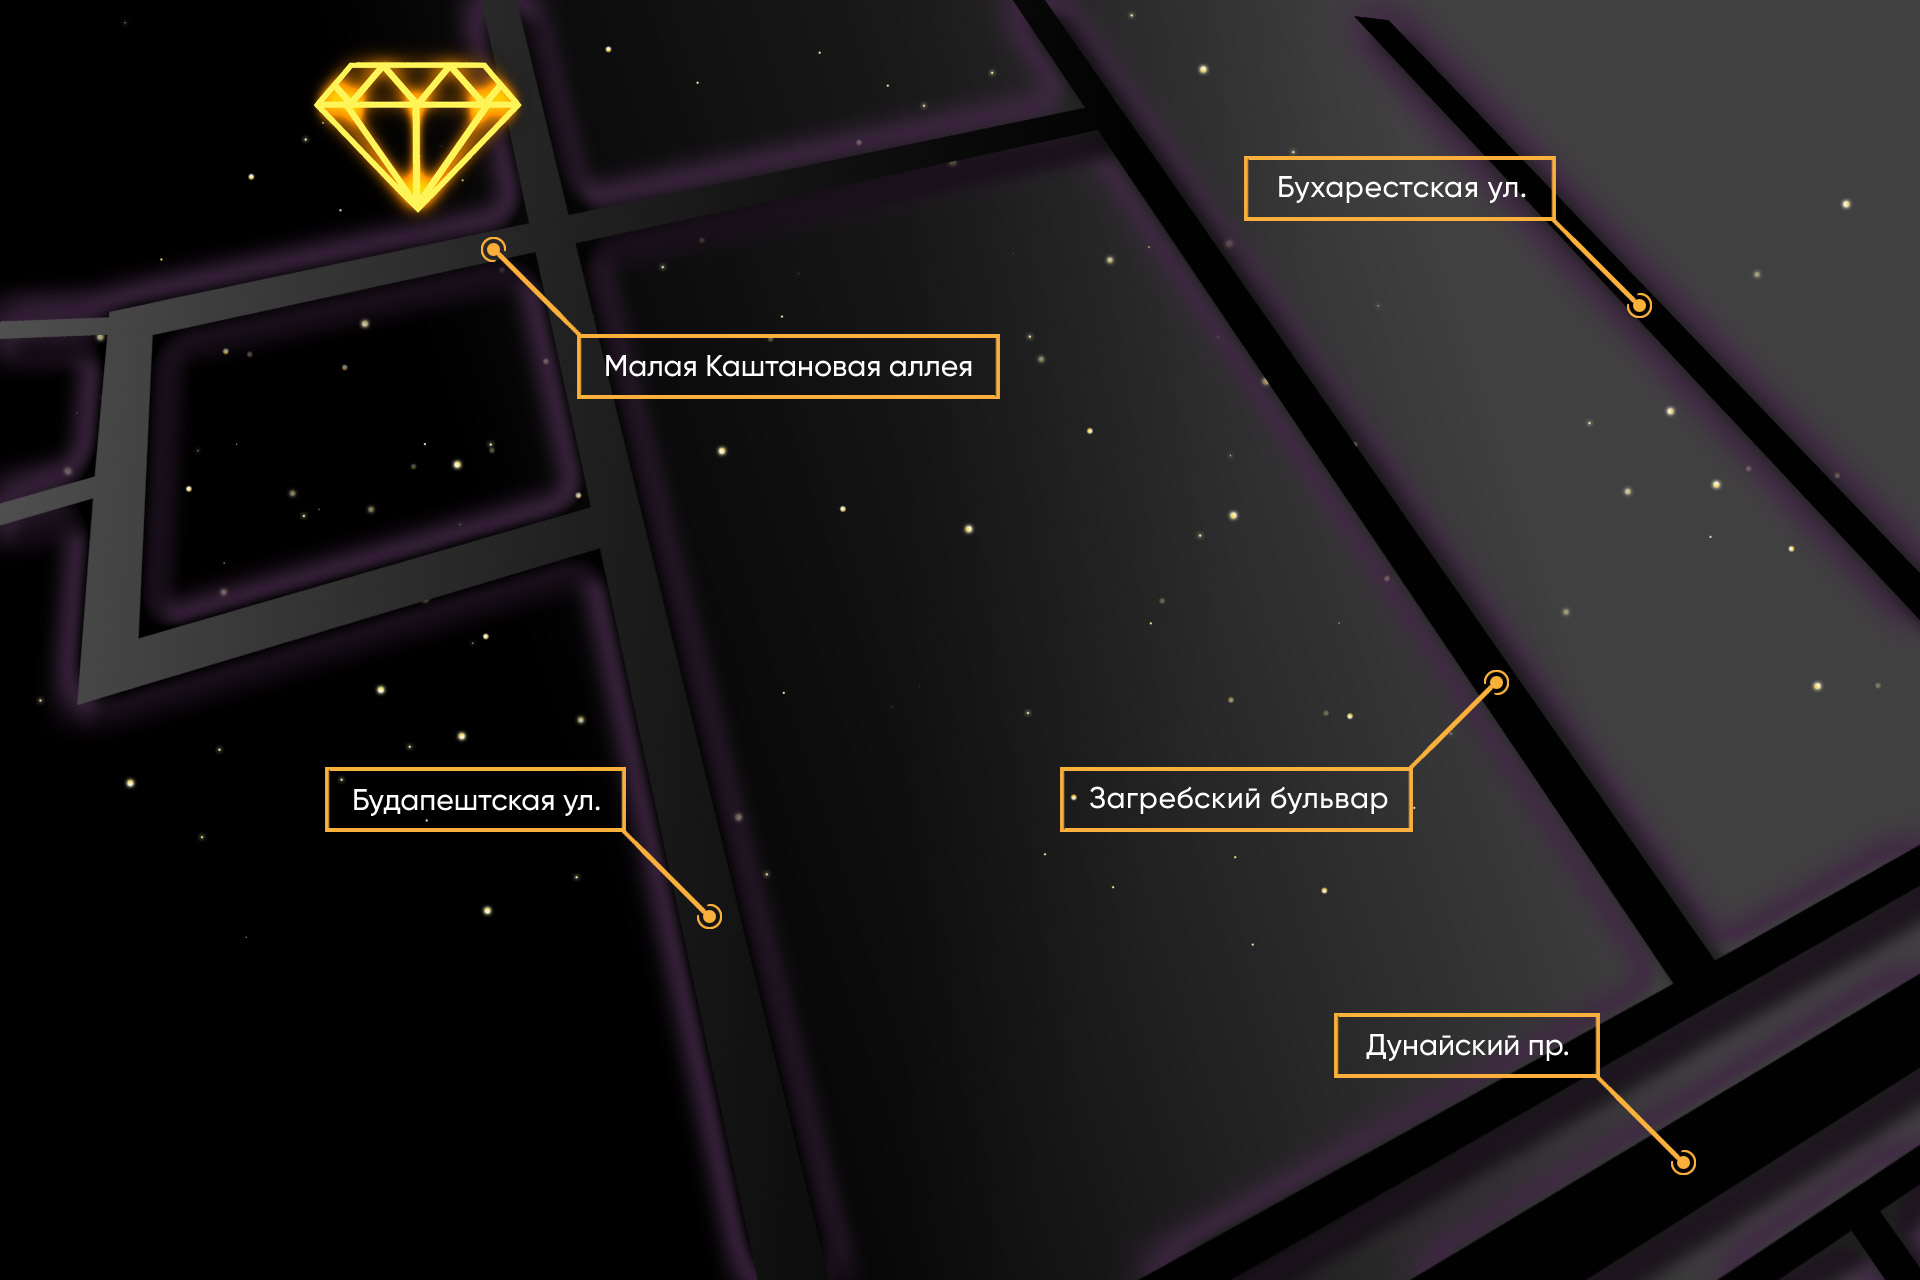 Бухарестская ул.
Малая Каштановая аллея
Будапештская ул.
Загребский бульвар
Дунайский пр.